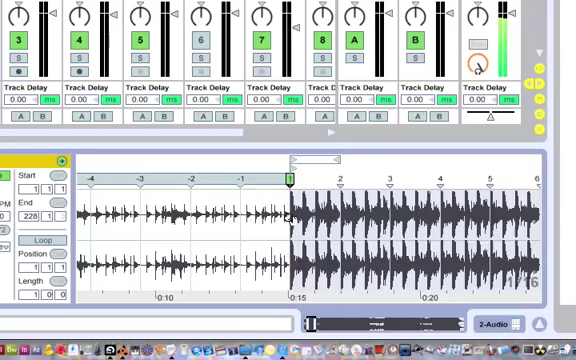 3 4 5 6 7 8 A B
S S S S S S S S Solo
Track Delay Track Delay Track Delay Track Delay Track Delay Track D Track Delay Track Delay
0.00 ms 0.00 ms 0.00 ms 0.00 ms 0.00 ms 0.00 0.00 ms 0.00 ms
A B A B A B A B A B A A B A B
Start
1 1 1
-4 -3 -2 -1 1 2 3 4 5 6
End
228 1 1
Loop
Position
1 1 1
Length
1 0 0
1/16
0:10 0:15 0:20
2-Audio